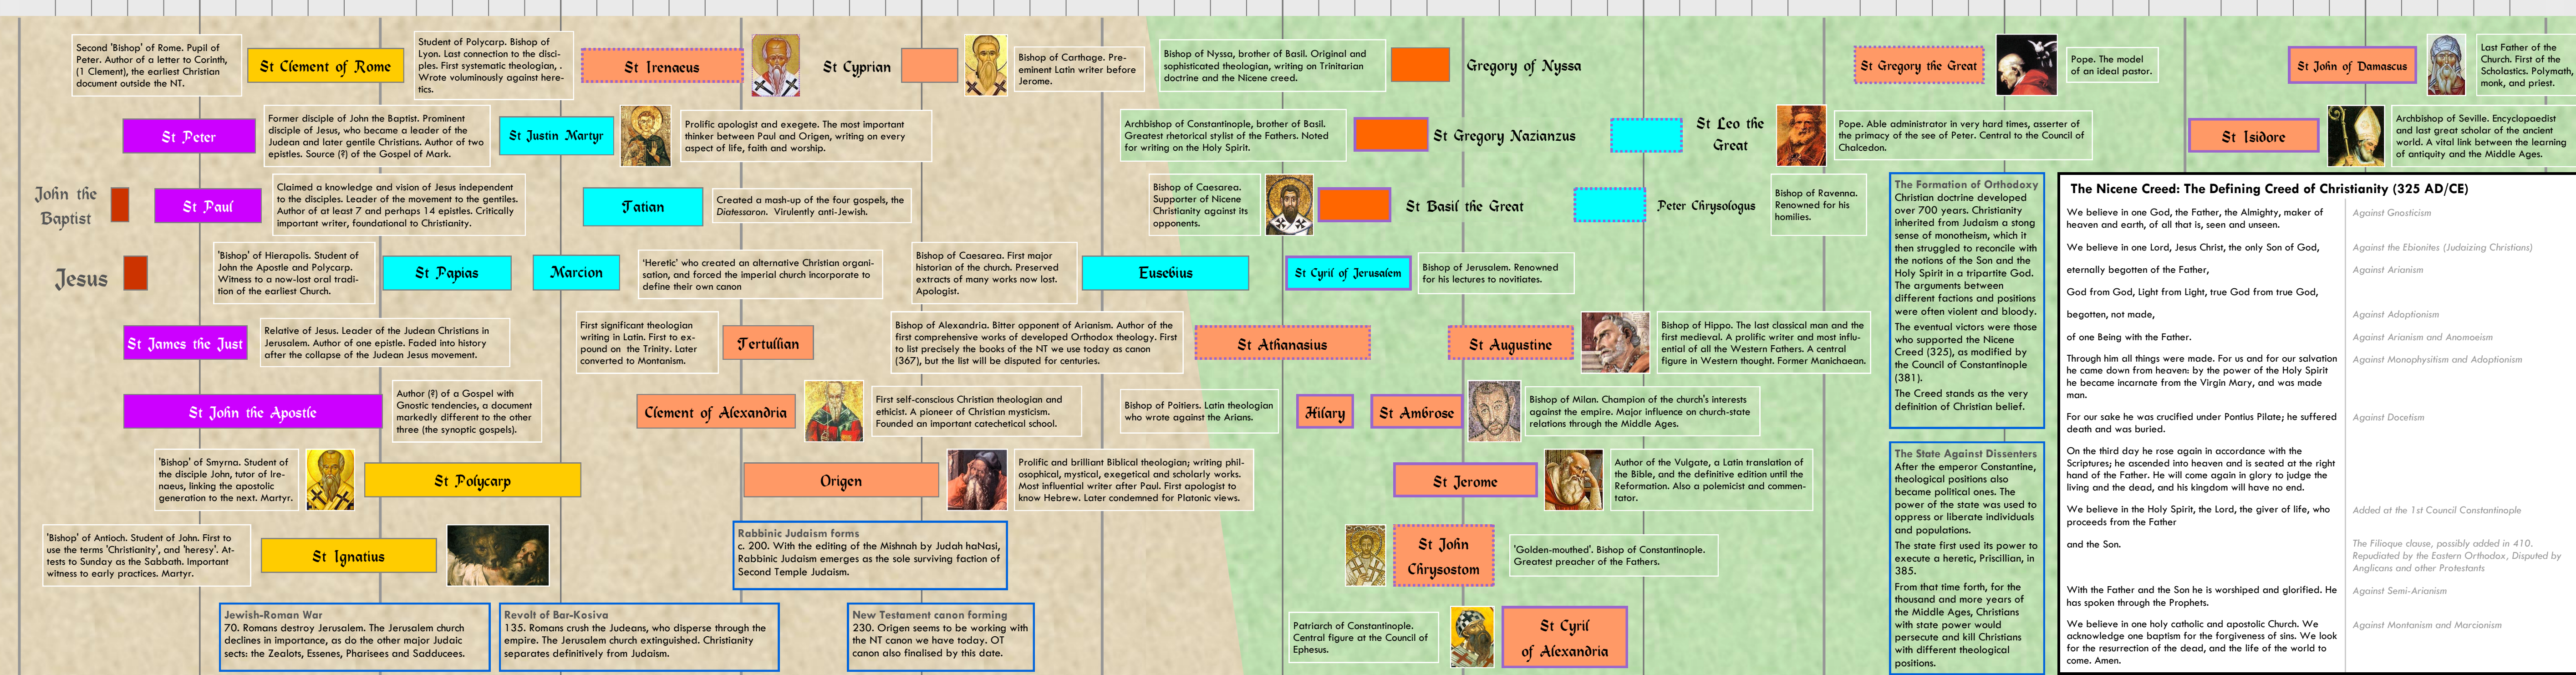 Second 'Bishop' of Rome. Pupil of
Peter. Author of a letter to Corinth,
(1 Clement), the earliest Christian
document outside the NT.
St Clement of Rome
Student of Polycarp. Bishop of
Lyon. Last connection to the disci-
ples. First systematic theologian, .
Wrote voluminously against here-
tics.
St Irenaeus
St Cyprian
Bishop of Carthage. Pre-
eminent Latin writer before
Jerome.
Bishop of Nyssa, brother of Basil. Original and
sophisticated theologian, writing on Trinitarian
doctrine and the Nicene creed.
Gregory of Nyssa
St Gregory the Great
Pope. The model
of an ideal pastor.
St John of Damascus
Last Father of the
Church. First of the
Scholastics. Polymath,
monk, and priest.
St Peter
Former disciple of John the Baptist. Prominent
disciple of Jesus, who became a leader of the
Judean and later gentile Christians. Author of two
epistles. Source (?) of the Gospel of Mark.
St Justin Martyr
Prolific apologist and exegete. The most important
thinker between Paul and Origen, writing on every
aspect of life, faith and worship.
Archbishop of Constantinople, brother of Basil.
Greatest rhetorical stylist of the Fathers. Noted
for writing on the Holy Spirit.
St Gregory Nazianzus
St Leo the
Great
Pope. Able administrator in very hard times, asserter of
the primacy of the see of Peter. Central to the Council of
Chalcedon.
St Isidore
Archbishop of Seville. Encyclopaedist
and last great scholar of the ancient
world. A vital link between the learning
of antiquity and the Middle Ages.
John the
Baptist
St Paul
Claimed a knowledge and vision of Jesus independent
to the disciples. Leader of the movement to the gentiles.
Author of at least 7 and perhaps 14 epistles. Critically
important writer, foundational to Christianity.
Tatian
Created a mash-up of the four gospels, the
Diatessaron. Virulently anti-Jewish.
Bishop of Caesarea.
Supporter of Nicene
Christianity against its
opponents.
St Basil the Great
Peter Chrysologus
Bishop of Ravenna.
Renowned for his
homilies.
Jesus
'Bishop' of Hierapolis. Student of
John the Apostle and Polycarp.
Witness to a now-lost oral tradi-
tion of the earliest Church.
St Papias
Marcion
'Heretic' who created an alternative Christian organi-
sation, and forced the imperial church incorporate to
define their own canon
Bishop of Caesarea. First major
historian of the church. Preserved
extracts of many works now lost.
Apologist.
Eusebius
St Cyril of Jerusalem
Bishop of Jerusalem. Renowned
for his lectures to novitiates.
St James the Just
Relative of Jesus. Leader of the Judean Christians in
Jerusalem. Author of one epistle. Faded into history
after the collapse of the Judean Jesus movement.
First significant theologian
writing in Latin. First to ex-
pound on the Trinity. Later
converted to Montanism.
Tertullian
Bishop of Alexandria. Bitter opponent of Arianism. Author of the
first comprehensive works of developed Orthodox theology. First
to list precisely the books of the NT we use today as canon
(367), but the list will be disputed for centuries.
St Athanasius
St Augustine
Bishop of Hippo. The last classical man and the
first medieval. A prolific writer and most influ-
ential of all the Western Fathers. A central
figure in Western thought. Former Manichaean.
St John the Apostle
Author (?) of a Gospel with
Gnostic tendencies, a document
markedly different to the other
three (the synoptic gospels).
Clement of Alexandria
First self-conscious Christian theologian and
ethicist. A pioneer of Christian mysticism.
Founded an important catechetical school.
Bishop of Poitiers. Latin theologian
who wrote against the Arians.
Hilary
St Ambrose
Bishop of Milan. Champion of the church's interests
against the empire. Major influence on church-state
relations through the Middle Ages.
'Bishop' of Smyrna. Student of
the disciple John, tutor of Ire-
naeus, linking the apostolic
generation to the next. Martyr.
St Polycarp
Origen
Prolific and brilliant Biblical theologian; writing phil-
osophical, mystical, exegetical and scholarly works.
Most influential writer after Paul. First apologist to
know Hebrew. Later condemned for Platonic views.
St Jerome
Author of the Vulgate, a Latin translation of
the Bible, and the definitive edition until the
Reformation. Also a polemicist and commen-
tator.
'Bishop' of Antioch. Student of John. First to
use the terms 'Christianity', and 'heresy'. At-
tests to Sunday as the Sabbath. Important
witness to early practices. Martyr.
St Ignatius
Rabbinic Judaism forms
c. 200. With the editing of the Mishnah by Judah haNasi,
Rabbinic Judaism emerges as the sole surviving faction of
Second Temple Judaism.
St John
Chrysostom
'Golden-mouthed'. Bishop of Constantinople.
Greatest preacher of the Fathers.
Jewish-Roman War
70. Romans destroy Jerusalem. The Jerusalem church
declines in importance, as do the other major Judaic
sects: the Zealots, Essenes, Pharisees and Sadducees.
Revolt of Bar-Kosiva
135. Romans crush the Judeans, who disperse through the
empire. The Jerusalem church extinguished. Christianity
separates definitively from Judaism.
New Testament canon forming
230. Origen seems to be working with
the NT canon we have today. OT
canon also finalised by this date.
Patriarch of Constantinople.
Central figure at the Council of
Ephesus.
St Cyril
of Alexandria
The Formation of Orthodoxy
Christian doctrine developed
over 700 years. Christianity
inherited from Judaism a stong
sense of monotheism, which it
then struggled to reconcile with
the notions of the Son and the
Holy Spirit in a tripartite God.
The arguments between
different factions and positions
were often violent and bloody.
The eventual victors were those
who supported the Nicene
Creed (325), as modified by
the Council of Constantinople
(381).
The Creed stands as the very
definition of Christian belief.
The State Against Dissenters
After the emperor Constantine,
theological positions also
became political ones. The
power of the state was used to
oppress or liberate individuals
and populations.
The state first used its power to
execute a heretic, Priscillian, in
385.
From that time forth, for the
thousand and more years of
the Middle Ages, Christians
with state power would
persecute and kill Christians
with different theological
positions.
The Nicene Creed: The Defining Creed of Christianity (325 AD/CE)
We believe in one God, the Father, the Almighty, maker of
heaven and earth, of all that is, seen and unseen.
Against Gnosticism
We believe in one Lord, Jesus Christ, the only Son of God,
Against the Ebionites (Judaizing Christians)
eternally begotten of the Father,
Against Arianism
God from God, Light from Light, true God from true God,
begotten, not made,
Against Adoptionism
of one Being with the Father.
Against Arianism and Anomoeism
Through him all things were made. For us and for our salvation
he came down from heaven: by the power of the Holy Spirit
he became incarnate from the Virgin Mary, and was made
man.
Against Monophysitism and Adoptionism
For our sake he was crucified under Pontius Pilate; he suffered
death and was buried.
Against Docetism
On the third day he rose again in accordance with the
Scriptures; he ascended into heaven and is seated at the right
hand of the Father. He will come again in glory to judge the
living and the dead, and his kingdom will have no end.
We believe in the Holy Spirit, the Lord, the giver of life, who
proceeds from the Father
Added at the 1st Council Constantinople
and the Son.
The Filioque clause, possibly added in 410.
Repudiated by the Eastern Orthodox, Disputed by
Anglicans and other Protestants
With the Father and the Son he is worshiped and glorified. He
has spoken through the Prophets.
Against Semi-Arianism
We believe in one holy catholic and apostolic Church. We
acknowledge one baptism for the forgiveness of sins. We look
for the resurrection of the dead, and the life of the world to
come. Amen.
Against Montanism and Marcionism